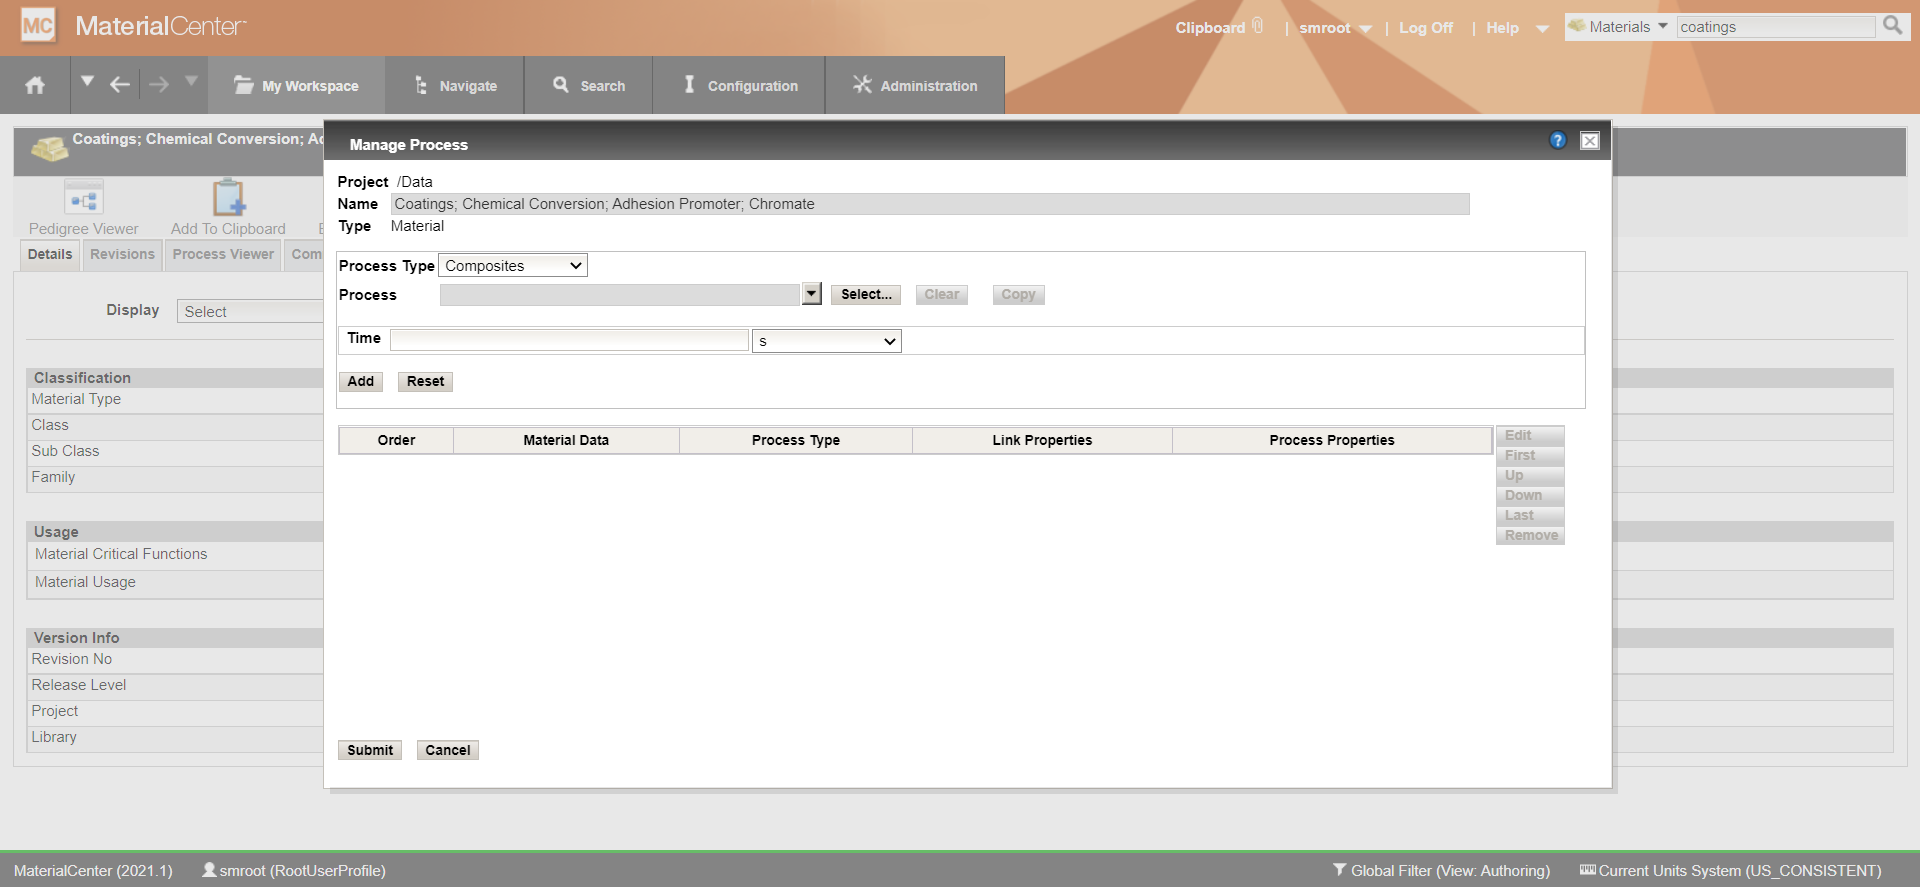 MC MaterialCenter
Clipboard | smroot | Log Off | Help Materials coatings
My Workspace Navigate Search Configuration Administration
Coatings; Chemical Conversion;
Pedigree Viewer Add To Clipboard
Details Revisions Process Viewer Com
Display Select
Classification
Material Type
Class
Sub Class
Family
Usage
Material Critical Functions
Material Usage
Version Info
Revision No
Release Level
Project
Library
Manage Process ?
Project /Data
Name Coatings; Chemical Conversion; Adhesion Promoter; Chromate
Type Material
Process Type Composites
Process Select... Clear Copy
Time s
Add Reset
Order Material Data Process Type Link Properties Process Properties
Edit
First
Up
Down
Last
Remove
Submit Cancel
MaterialCenter (2021.1) smroot (RootUserProfile) Global Filter (View: Authoring) Current Units System (US_CONSISTENT)